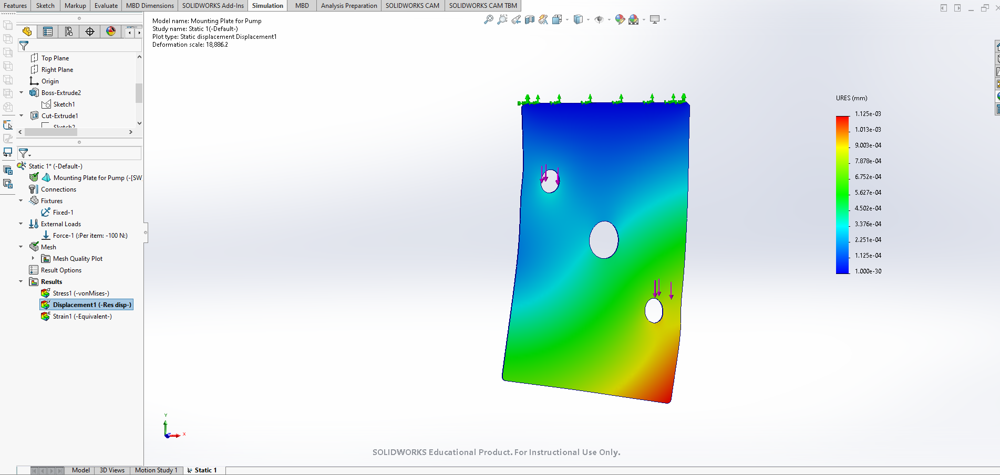 Features Sketch Markup Evaluate MBD Dimensions SOLIDWORKS Add-Ins Simulation MBD Analysis Preparation SOLIDWORKS CAM SOLIDWORKS CAM TBM
Model name: Mounting Plate for Pump
Study name: Static 1(-Default-)
Plot type: Static displacement Displacement1
Deformation scale: 18,886.2
Top Plane
Right Plane
Origin
Boss-Extrude2
Sketch1
Cut-Extrude1
Sketch2
Static 1* (-Default-)
Mounting Plate for Pump (-[SW
Connections
Fixtures
Fixed-1
External Loads
Force-1 (:Per item: -100 N:)
Mesh
Mesh Quality Plot
Result Options
Results
Stress1 (-vonMises-)
Displacement1 (-Res disp-)
Strain1 (-Equivalent-)
URES (mm)
1.125e-03
1.013e-03
9.003e-04
7.878e-04
6.752e-04
5.627e-04
4.502e-04
3.376e-04
2.251e-04
1.125e-04
1.000e-30
Y
X
SOLIDWORKS Educational Product. For Instructional Use Only.
Model 3D Views Motion Study 1 Static 1